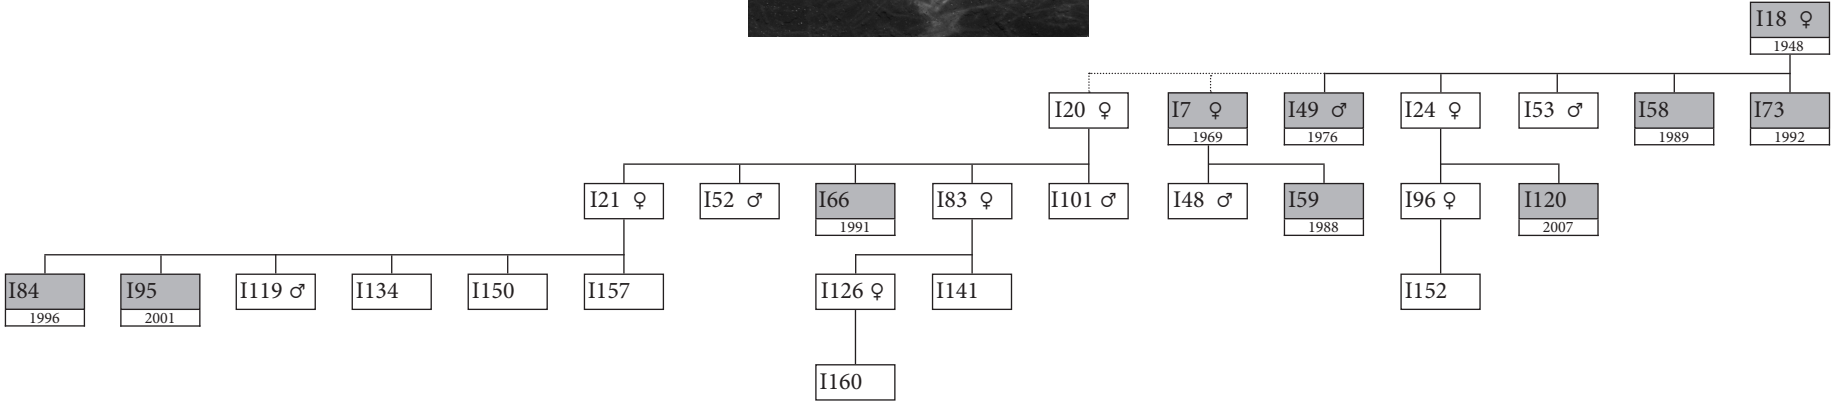 I18 ♀
1948
I20 ♀
I7 ♀
1969
I49 ♂
1976
I24 ♀
I53 ♂
I58
1989
I73
1992
I21 ♀
I52 ♂
I66
1991
I83 ♀
I101 ♂
I48 ♂
I59
1988
I96 ♀
I120
2007
I84
1996
I95
2001
I119 ♂
I134
I150
I157
I126 ♀
I141
I152
I160